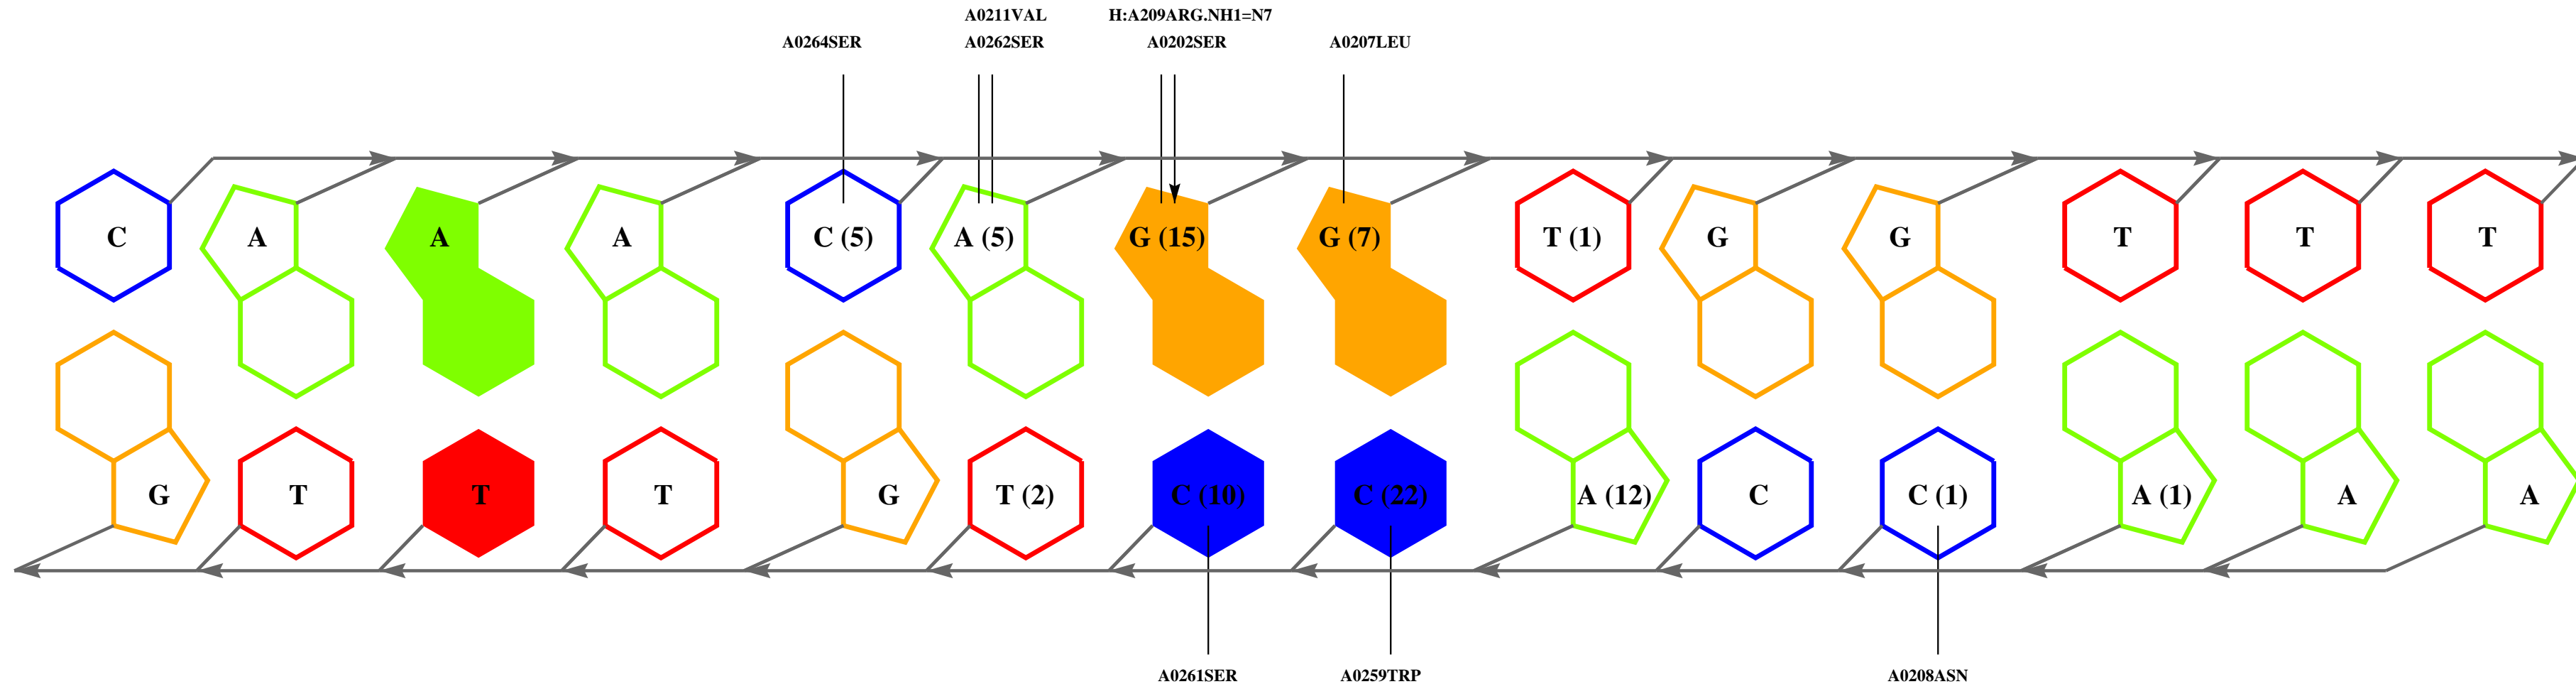 A0211VAL H:A209ARG.NH1=N7
A0264SER A0262SER A0202SER A0207LEU
C A A A C (5) A (5) G (15) G (7) T (1) G G T T T
G T T T G T (2) C (10) C (22) A (12) C C (1) A (1) A A
A0261SER A0259TRP A0208ASN